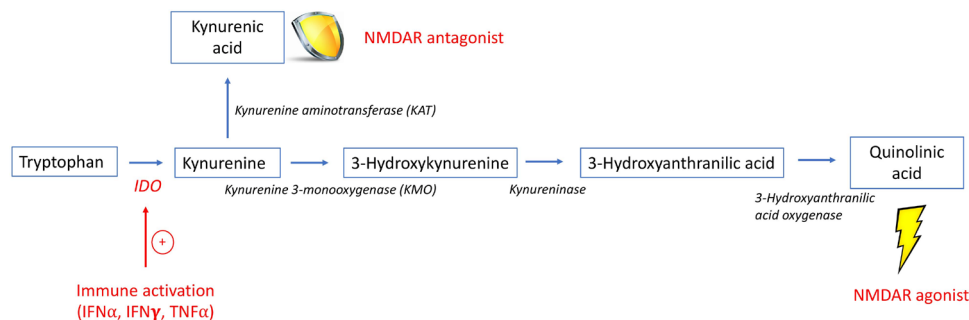 Kynurenic
acid
NMDAR antagonist
Kynurenine aminotransferase (KAT)
Tryptophan
Kynurenine
3-Hydroxykynurenine
3-Hydroxyanthranilic acid
Quinolinic
acid
IDO
Kynurenine 3-monooxygenase (KMO)
Kynureninase
3-Hydroxyanthranilic
acid oxygenase
+
Immune activation
(IFNα, IFNγ, TNFα)
NMDAR agonist